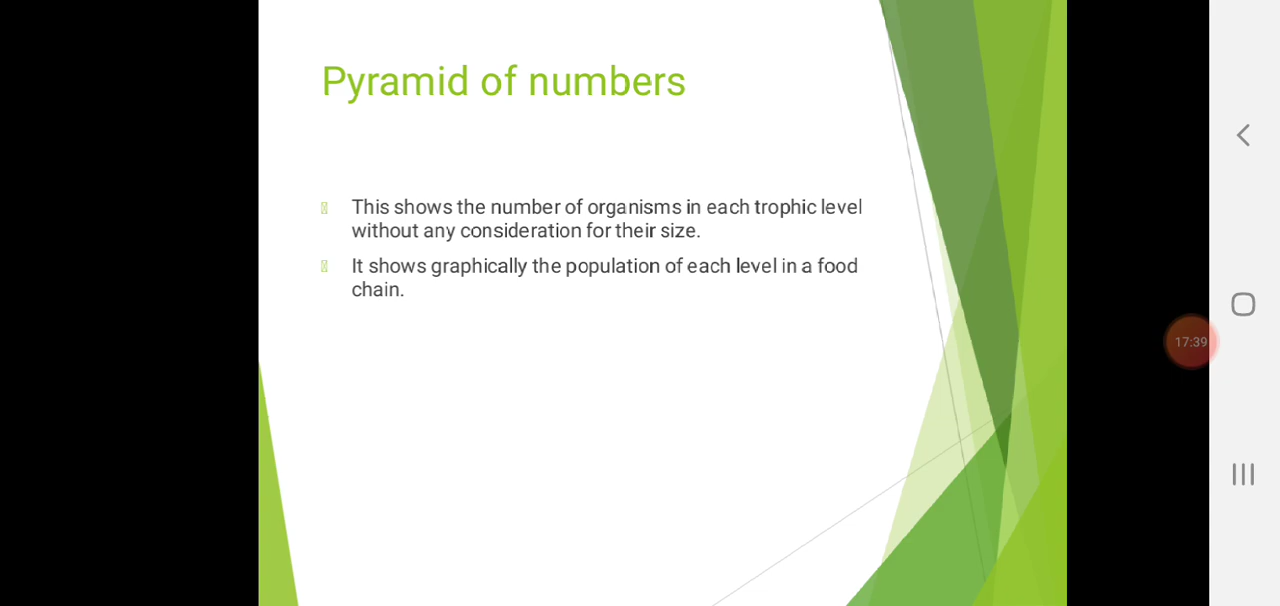 Pyramid of numbers
This shows the number of organisms in each trophic level
without any consideration for their size.
It shows graphically the population of each level in a food
chain.
17:39